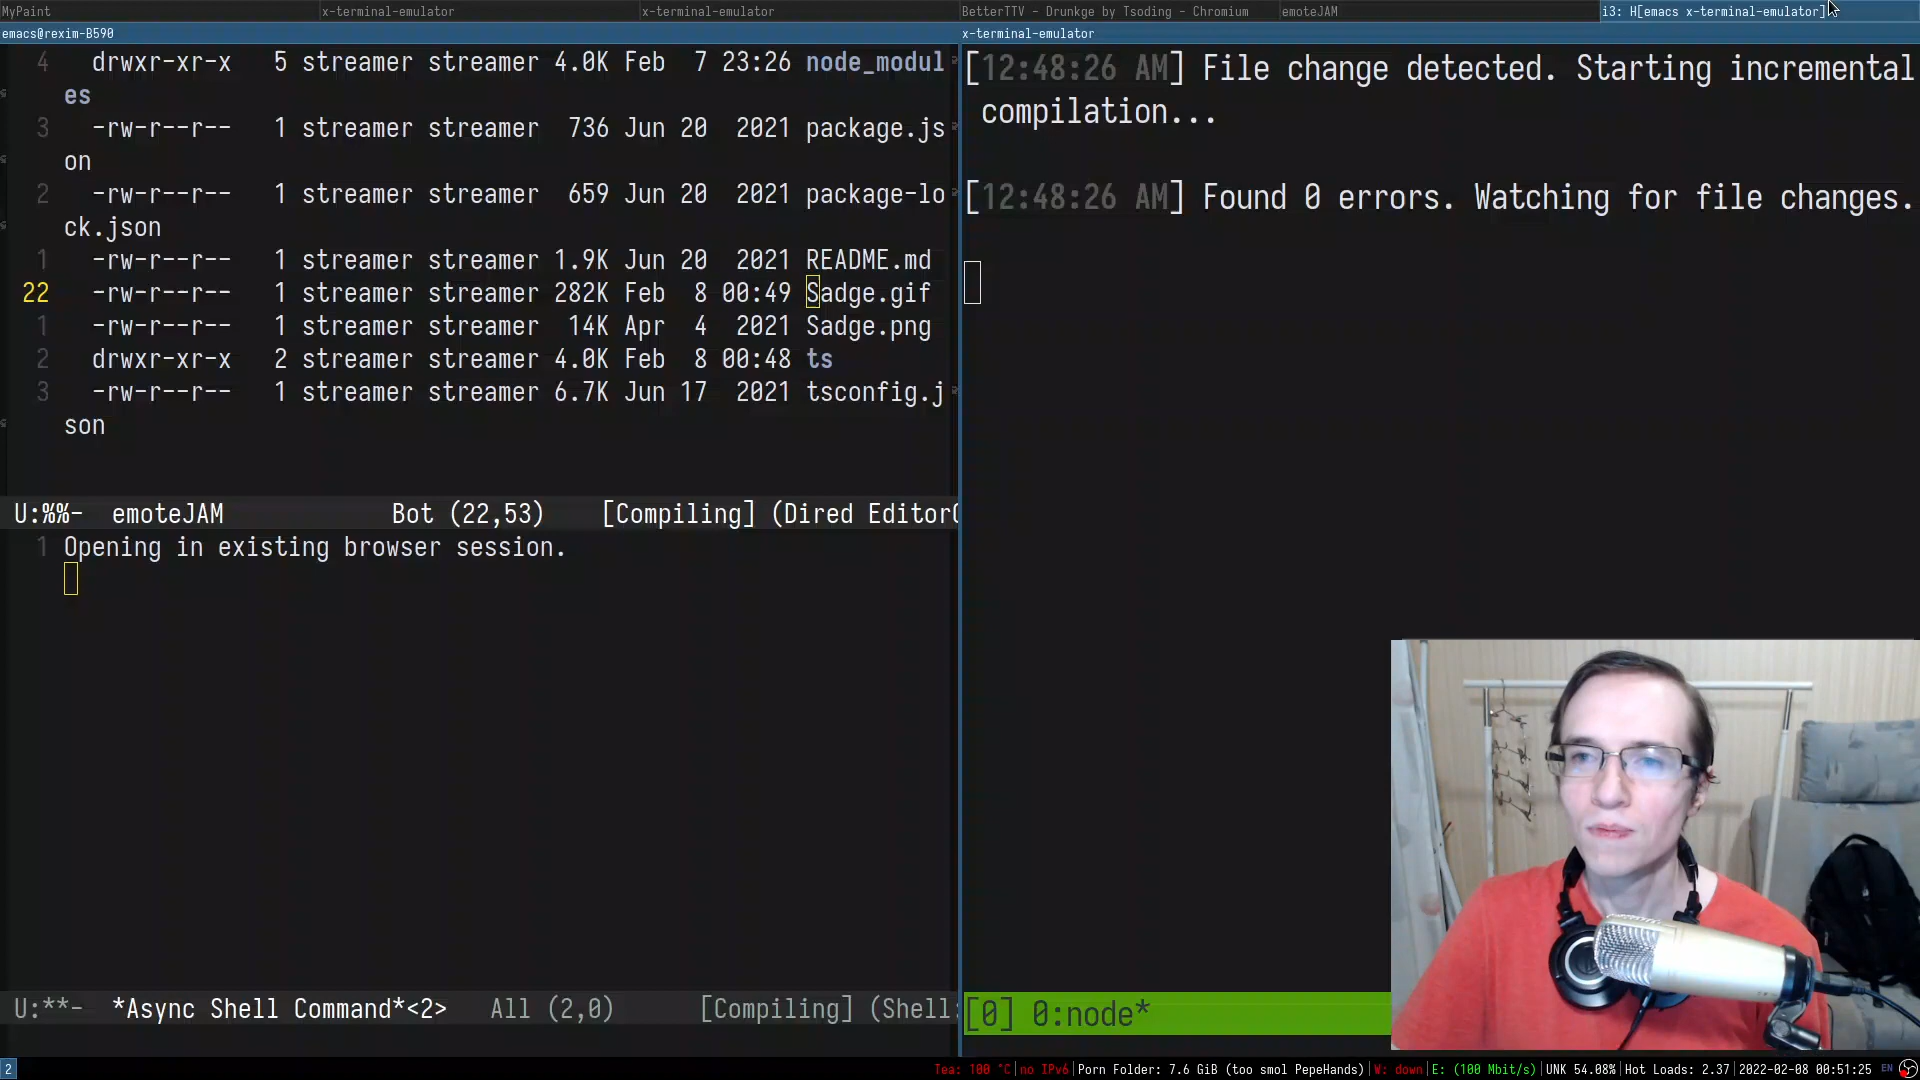 MyPaint
x-terminal-emulator
x-terminal-emulator
BetterTTV - Drunkge by Tsoding - Chromium
emoteJAM
i3: H[emacs x-terminal-emulator]
emacs@rexim-B590
4 drwxr-xr-x 5 streamer streamer 4.0K Feb 7 23:26 node_modul
es
3 -rw-r--r-- 1 streamer streamer 736 Jun 20 2021 package.js
on
2 -rw-r--r-- 1 streamer streamer 659 Jun 20 2021 package-lo
ck.json
1 -rw-r--r-- 1 streamer streamer 1.9K Jun 20 2021 README.md
22 -rw-r--r-- 1 streamer streamer 282K Feb 8 00:49 Sadge.gif
1 -rw-r--r-- 1 streamer streamer 14K Apr 4 2021 Sadge.png
2 drwxr-xr-x 2 streamer streamer 4.0K Feb 8 00:48 ts
3 -rw-r--r-- 1 streamer streamer 6.7K Jun 17 2021 tsconfig.j
son
U:%%- emoteJAM Bot (22,53) [Compiling] (Dired Editor
1 Opening in existing browser session.
U:**- *Async Shell Command*<2> All (2,0) [Compiling] (Shell:
x-terminal-emulator
[12:48:26 AM] File change detected. Starting incremental
compilation...
[12:48:26 AM] Found 0 errors. Watching for file changes.
[0] 0:node*
2
Tea: 100 °C|no IPv6|Porn Folder: 7.6 GiB (too smol PepeHands)|W: down|E: (100 Mbit/s)|UNK 54.08%|Hot Loads: 2.37|2022-02-08 00:51:25 EN